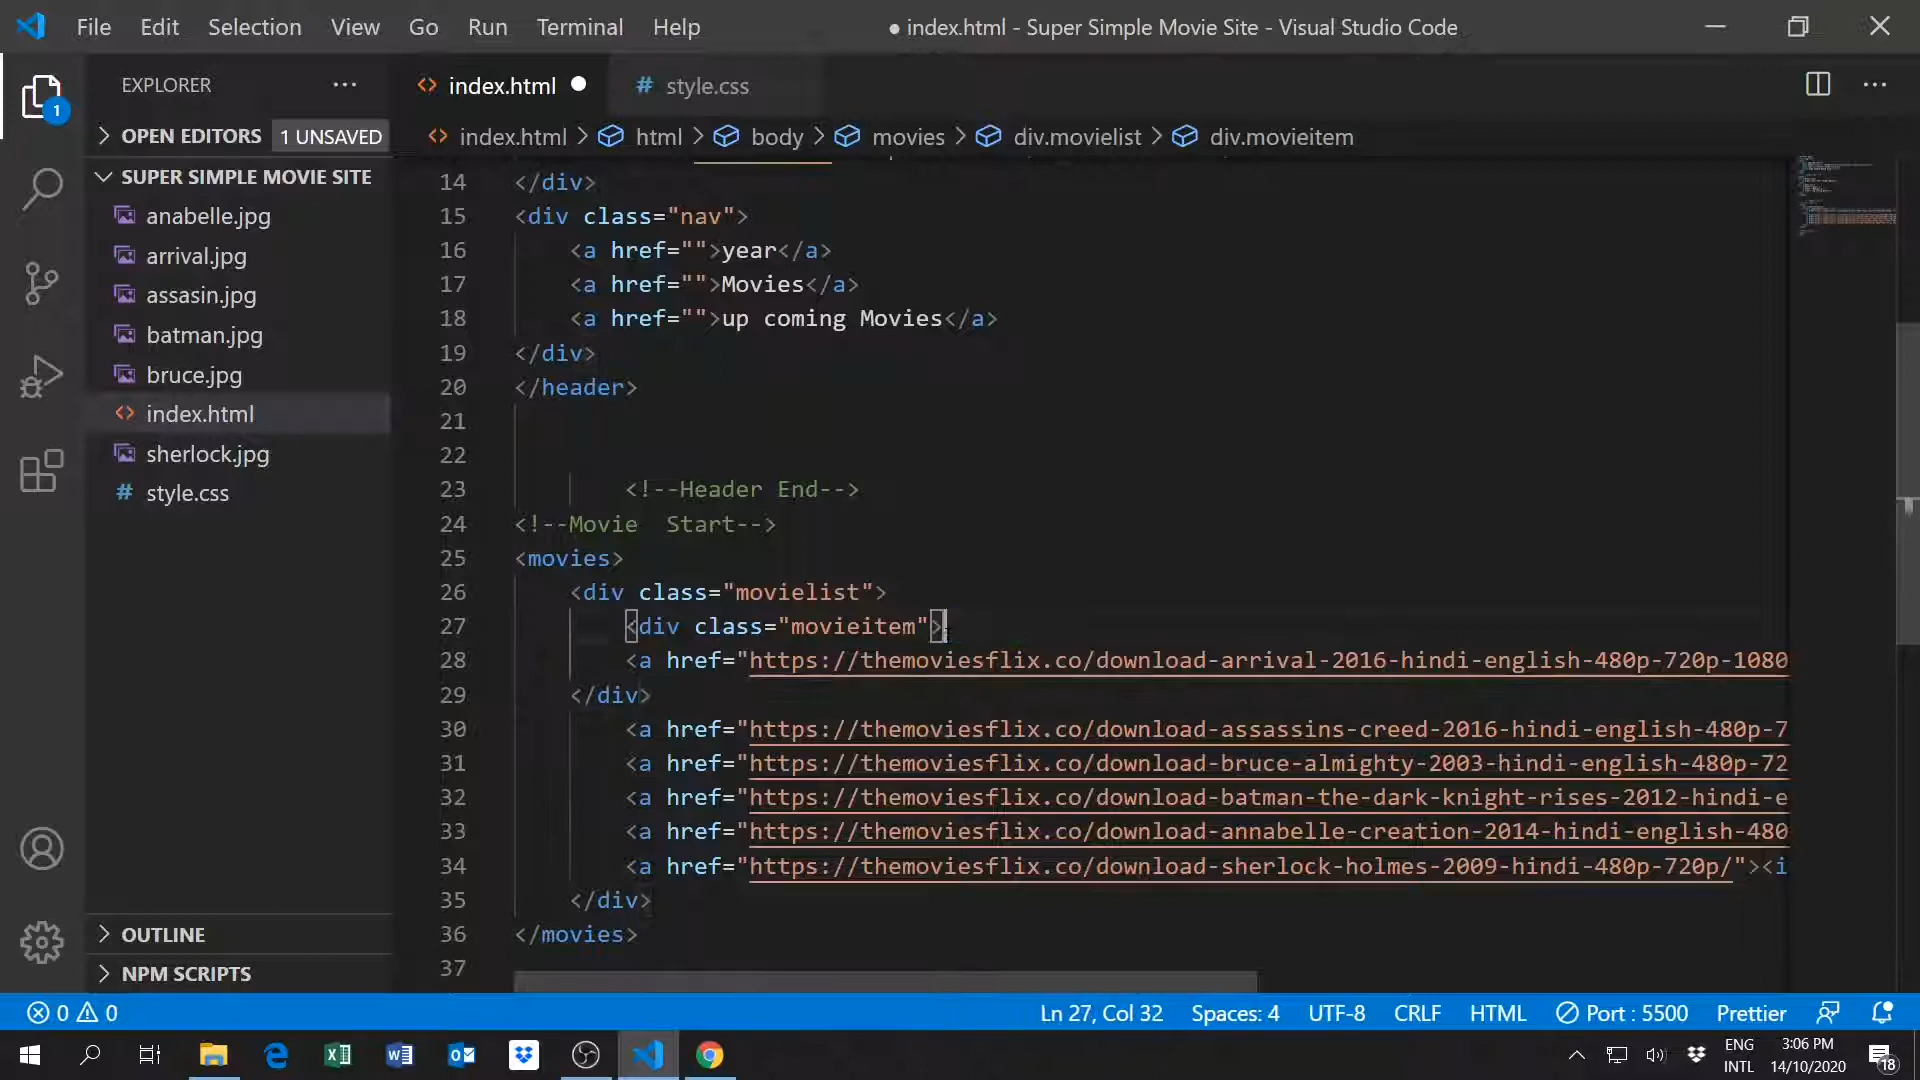 File Edit Selection View Go Run Terminal Help
● index.html - Super Simple Movie Site - Visual Studio Code
EXPLORER
1
OPEN EDITORS 1 UNSAVED
SUPER SIMPLE MOVIE SITE
anabelle.jpg
arrival.jpg
assasin.jpg
batman.jpg
bruce.jpg
index.html
sherlock.jpg
style.css
OUTLINE
NPM SCRIPTS
index.html
style.css
index.html > html > body > movies > div.movielist > div.movieitem
14 </div>
15 <div class="nav">
16 <a href="">year</a>
17 <a href="">Movies</a>
18 <a href="">up coming Movies</a>
19 </div>
20 </header>
21
22
23 <!--Header End-->
24 <!--Movie  Start-->
25 <movies>
26 <div class="movielist">
27 <div class="movieitem">
28 <a href="https://themoviesflix.co/download-arrival-2016-hindi-english-480p-720p-1080
29 </div>
30 <a href="https://themoviesflix.co/download-assassins-creed-2016-hindi-english-480p-7
31 <a href="https://themoviesflix.co/download-bruce-almighty-2003-hindi-english-480p-72
32 <a href="https://themoviesflix.co/download-batman-the-dark-knight-rises-2012-hindi-e
33 <a href="https://themoviesflix.co/download-annabelle-creation-2014-hindi-english-480
34 <a href="https://themoviesflix.co/download-sherlock-holmes-2009-hindi-480p-720p/"><i
35 </div>
36 </movies>
37
0 0
Ln 27, Col 32 Spaces: 4 UTF-8 CRLF HTML Port : 5500 Prettier
ENG
INTL
3:06 PM
14/10/2020
18